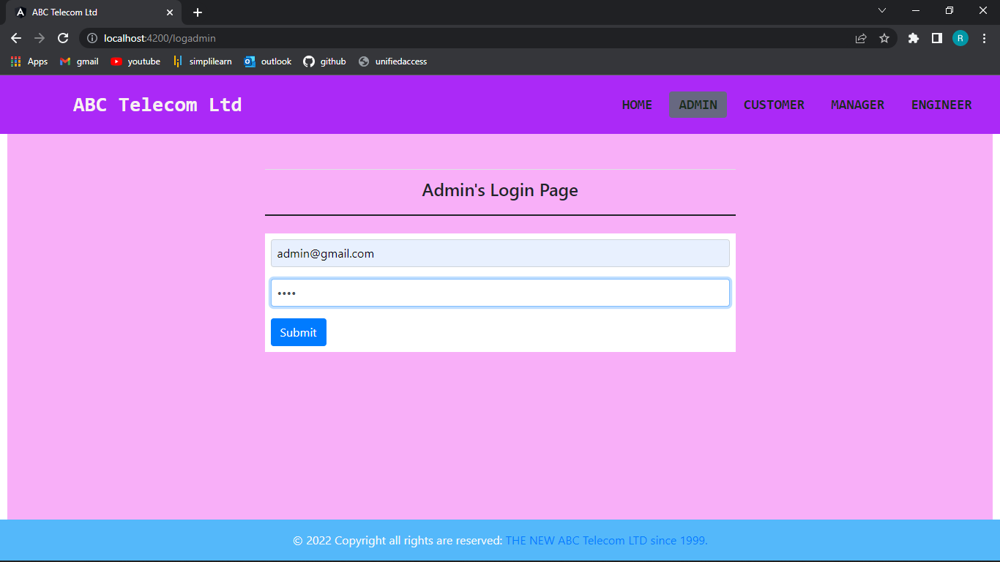 ABC Telecom Ltd
localhost:4200/logadmin
R
Apps gmail youtube simplilearn outlook github unifiedaccess
ABC Telecom Ltd HOME ADMIN CUSTOMER MANAGER ENGINEER
Admin's Login Page
admin@gmail.com
••••
Submit
© 2022 Copyright all rights are reserved: THE NEW ABC Telecom LTD since 1999.